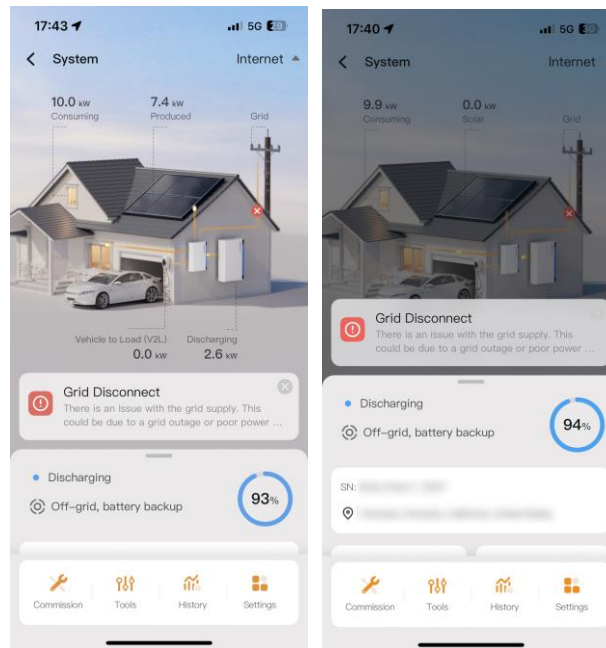 17:43
5G 29
System
Internet
10.0 kW
Consuming
7.4 kW
Produced
Grid
Vehicle to Load (V2L)
0.0 kW
Discharging
2.6 kW
Grid Disconnect
There is an issue with the grid supply. This
could be due to a grid outage or poor power ...
Discharging
Off-grid, battery backup
93%
Commission
Tools
History
Settings
17:40
5G 30
System
Internet
9.9 kW
Consuming
0.0 kW
Solar
Grid
Grid Disconnect
There is an issue with the grid supply. This
could be due to a grid outage or poor power ...
Discharging
Off-grid, battery backup
94%
SN:
Commission
Tools
History
Settings